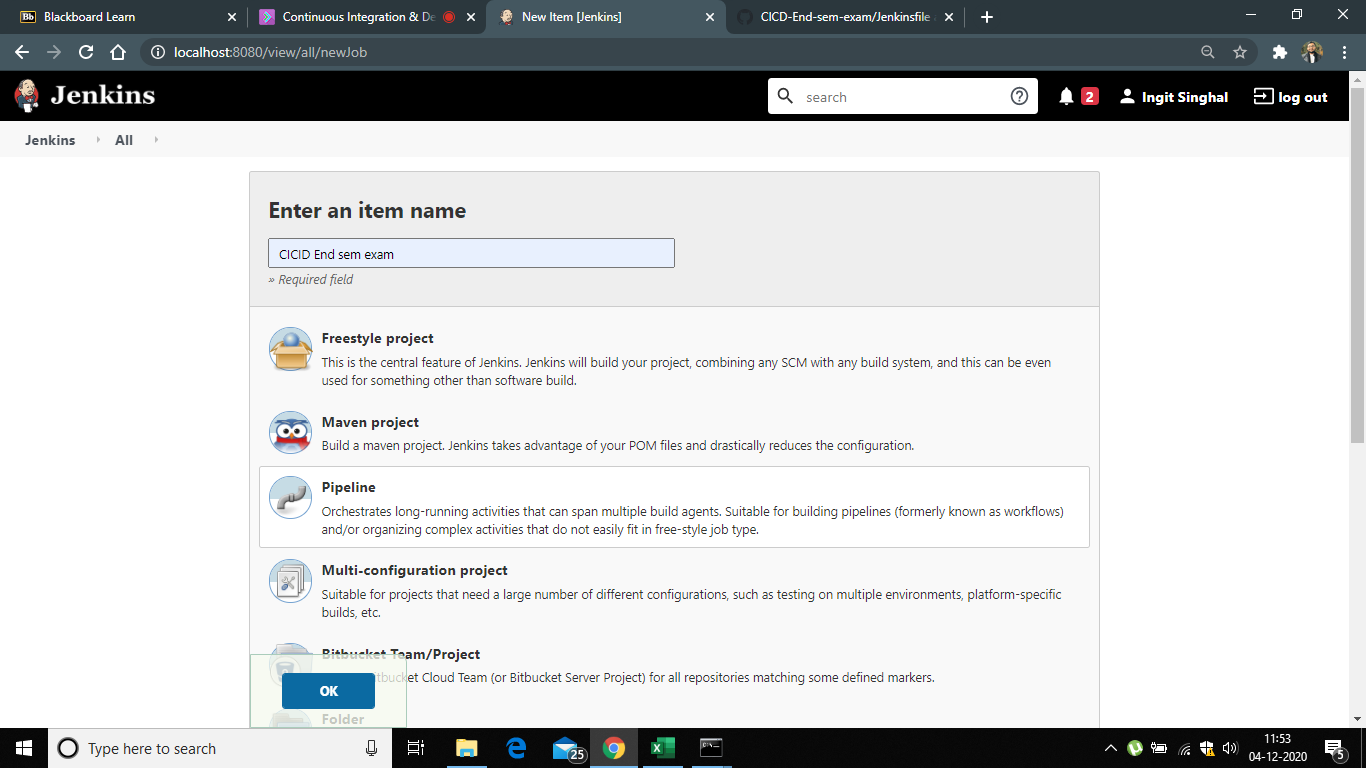 Blackboard Learn
Continuous Integration & De
New Item [Jenkins]
CICD-End-sem-exam/Jenkinsfile
localhost:8080/view/all/newJob
Jenkins
search
2
Ingit Singhal
log out
Jenkins
All
Enter an item name
CICID End sem exam
» Required field
Freestyle project
This is the central feature of Jenkins. Jenkins will build your project, combining any SCM with any build system, and this can be even
used for something other than software build.
Maven project
Build a maven project. Jenkins takes advantage of your POM files and drastically reduces the configuration.
Pipeline
Orchestrates long-running activities that can span multiple build agents. Suitable for building pipelines (formerly known as workflows)
and/or organizing complex activities that do not easily fit in free-style job type.
Multi-configuration project
Suitable for projects that need a large number of different configurations, such as testing on multiple environments, platform-specific
builds, etc.
Bitbucket Team/Project
tbucket Cloud Team (or Bitbucket Server Project) for all repositories matching some defined markers.
OK
Folder
Type here to search
25
11:53
04-12-2020
5